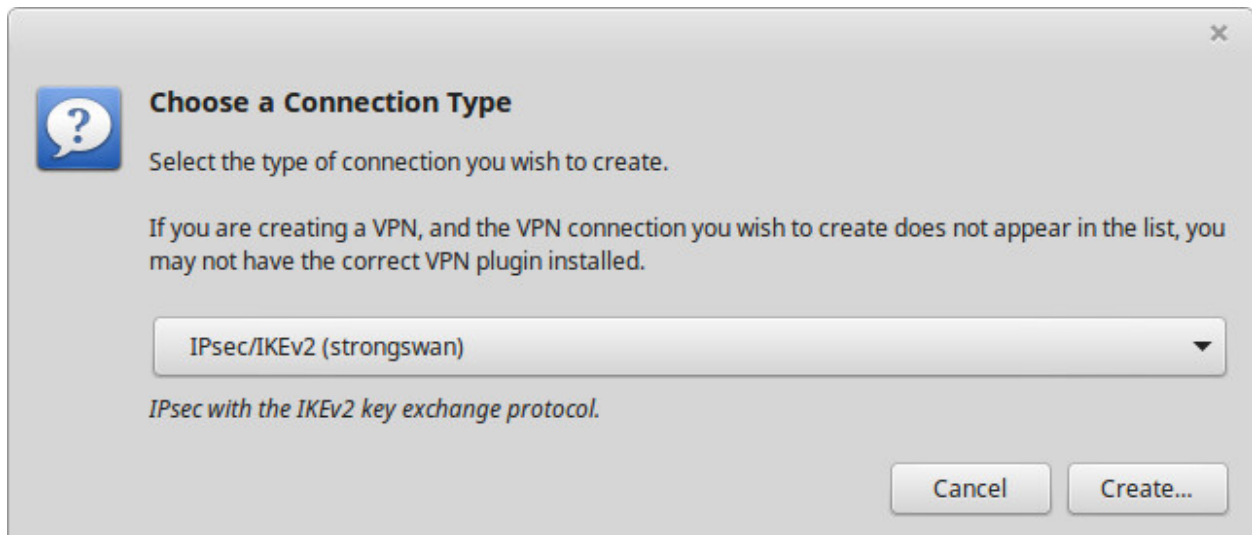 Choose a Connection Type
Select the type of connection you wish to create.
If you are creating a VPN, and the VPN connection you wish to create does not appear in the list, you
may not have the correct VPN plugin installed.
IPsec/IKEv2 (strongswan)
IPsec with the IKEv2 key exchange protocol.
Cancel Create...